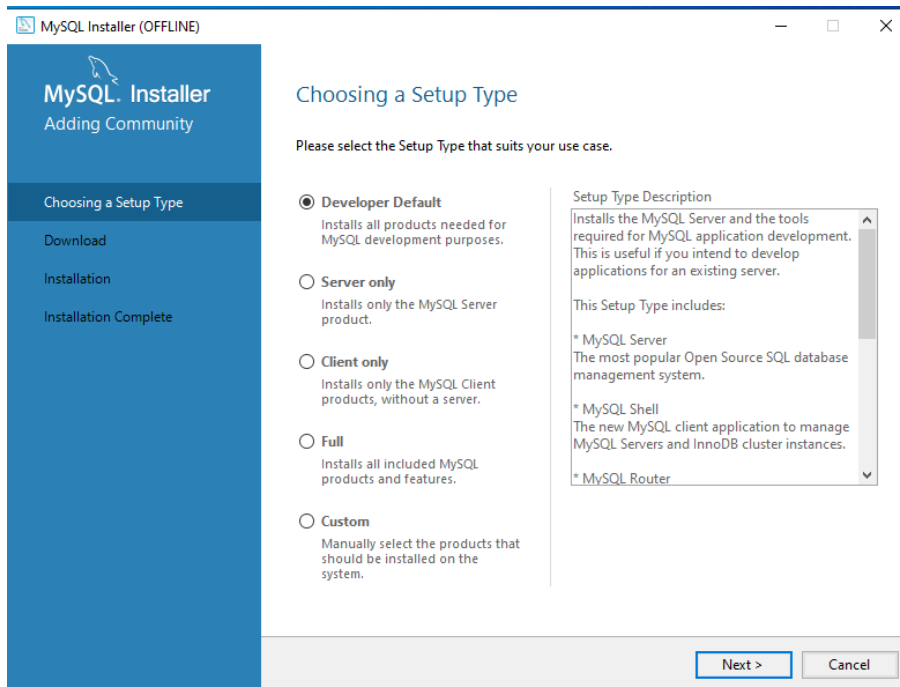 MySQL Installer (OFFLINE)
MySQL. Installer
Adding Community
Choosing a Setup Type
Download
Installation
Installation Complete
Choosing a Setup Type
Please select the Setup Type that suits your use case.
Developer Default
Installs all products needed for
MySQL development purposes.
Server only
Installs only the MySQL Server
product.
Client only
Installs only the MySQL Client
products, without a server.
Full
Installs all included MySQL
products and features.
Custom
Manually select the products that
should be installed on the
system.
Setup Type Description
Installs the MySQL Server and the tools
required for MySQL application development.
This is useful if you intend to develop
applications for an existing server.
This Setup Type includes:
* MySQL Server
The most popular Open Source SQL database
management system.
* MySQL Shell
The new MySQL client application to manage
MySQL Servers and InnoDB cluster instances.
* MySQL Router
Next >
Cancel